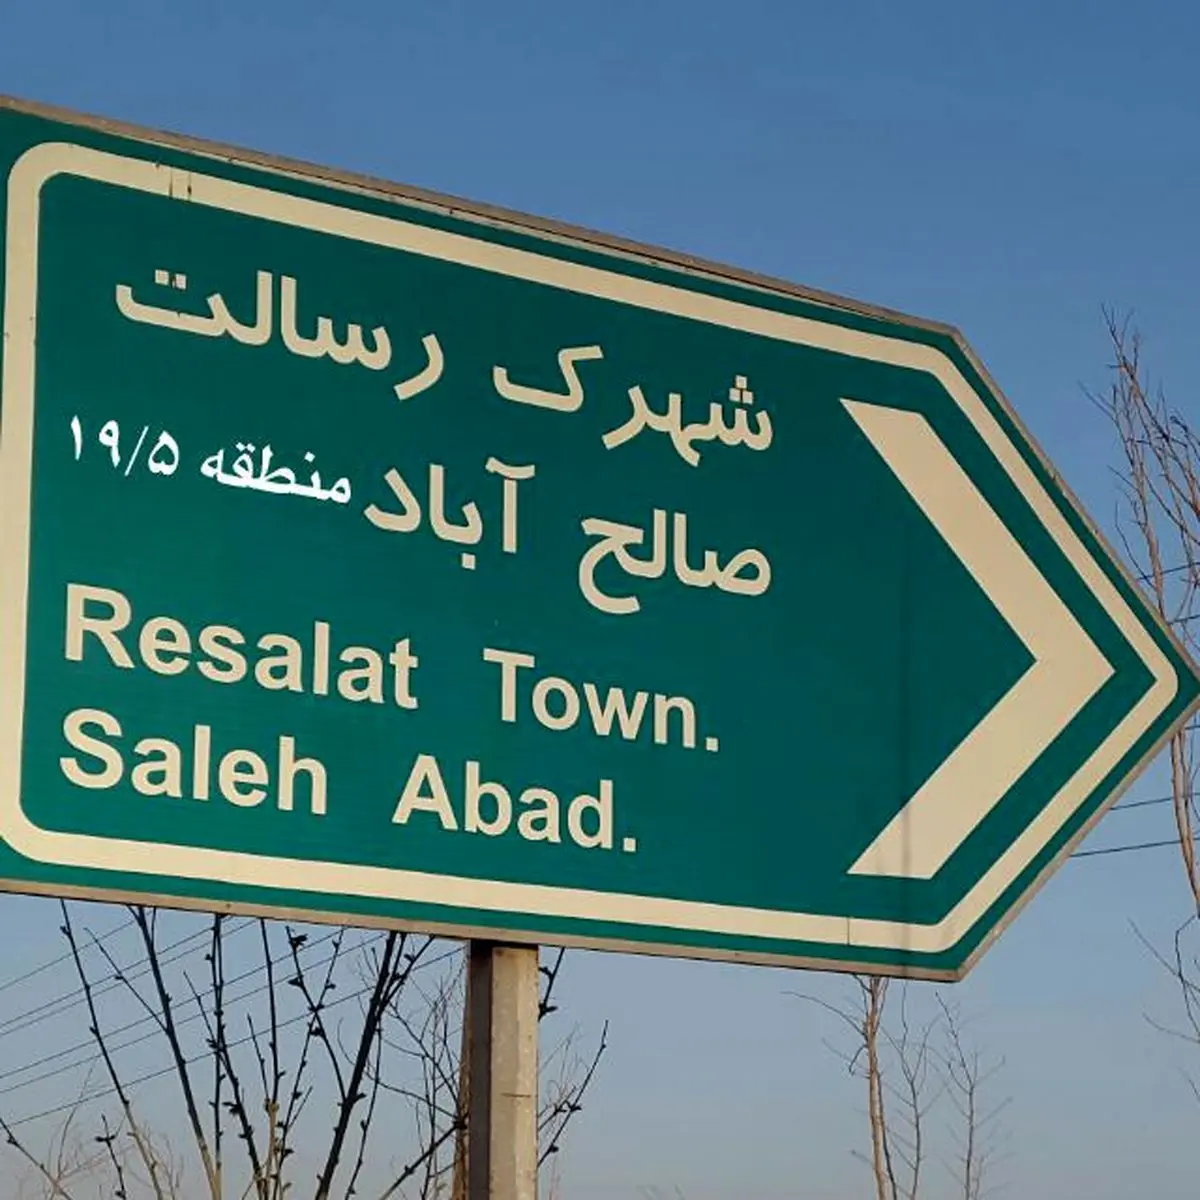 شهرک رسالت
صالح آباد منطقه ۱۹/۵
Resalat Town.
Saleh Abad.